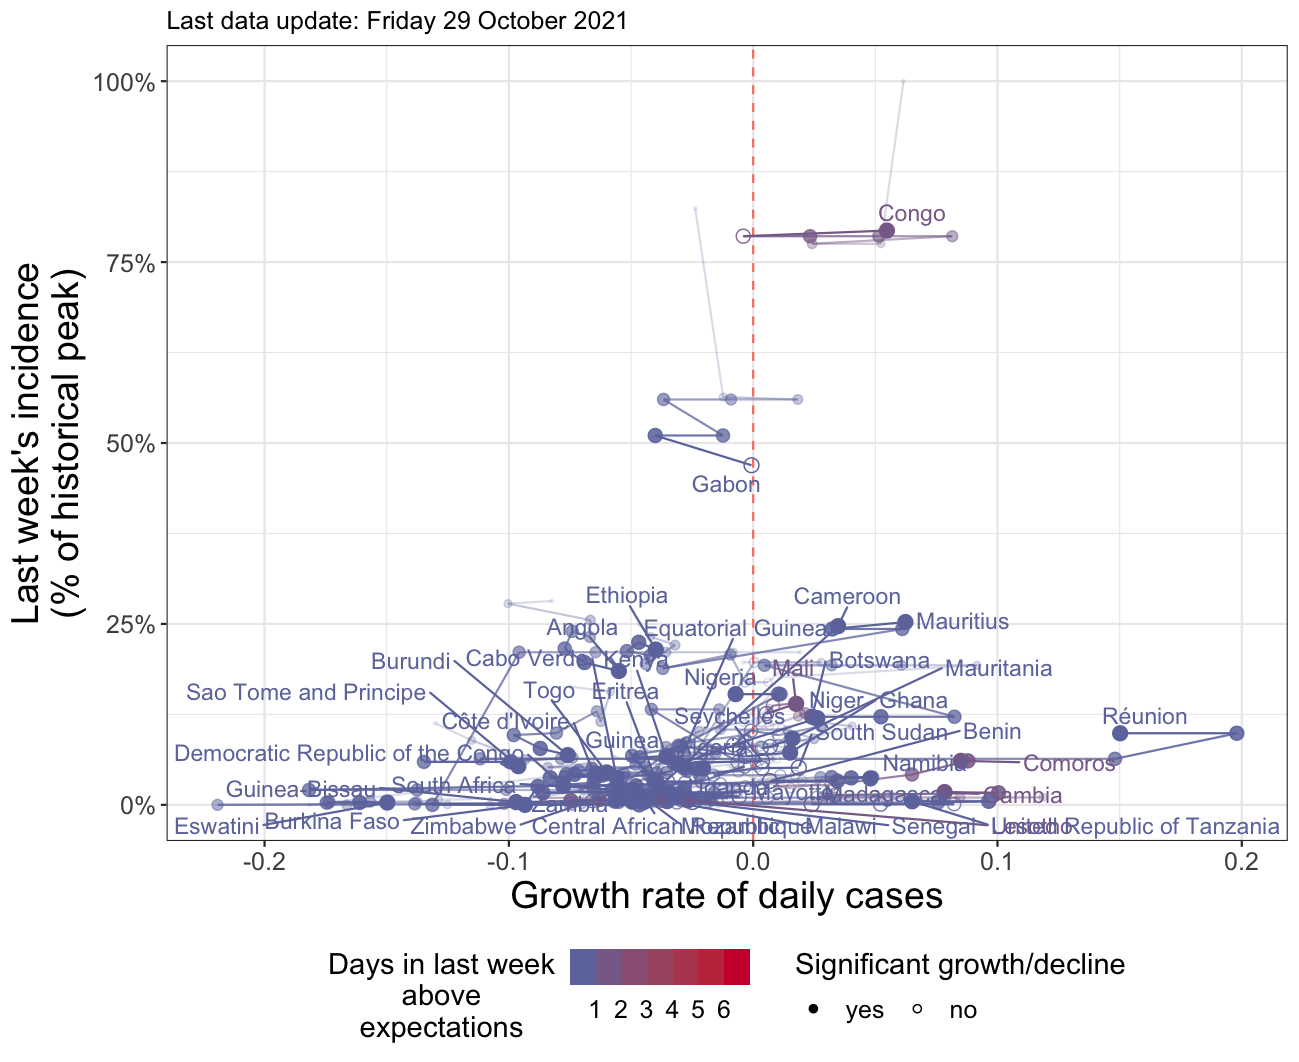 Last data update: Friday 29 October 2021
100%
75%
50%
25%
0%
Last week's incidence
(% of historical peak)
Congo
Gabon
Ethiopia
Cameroon
Angola
Equatorial Guinea
Mauritius
Burundi
Cabo Verde
Kenya
Botswana
Mauritania
Mali
Nigeria
Sao Tome and Principe
Togo
Eritrea
Niger
Ghana
Côte d'Ivoire
Seychelles
Réunion
Guinea
South Sudan
Benin
Democratic Republic of the Congo
Namibia
Comoros
Guinea Bissau
South Africa
Mayotte
Madagascar
Zambia
Eswatini
Burkina Faso
Zimbabwe
Central African Republic
Mozambique
Malawi
Senegal
Lesotho
United Republic of Tanzania
-0.2
-0.1
0.0
0.1
0.2
Growth rate of daily cases
Days in last week
above
expectations
1 2 3 4 5 6
Significant growth/decline
yes
no